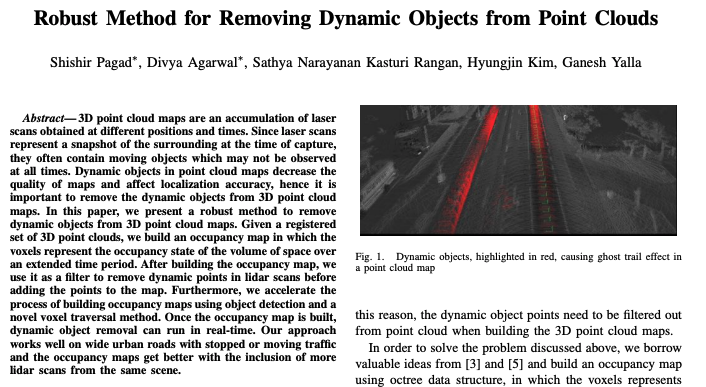 Robust Method for Removing Dynamic Objects from Point Clouds
Shishir Pagad*, Divya Agarwal*, Sathya Narayanan Kasturi Rangan, Hyungjin Kim, Ganesh Yalla
Abstract—3D point cloud maps are an accumulation of laser
scans obtained at different positions and times. Since laser scans
represent a snapshot of the surrounding at the time of capture,
they often contain moving objects which may not be observed
at all times. Dynamic objects in point cloud maps decrease the
quality of maps and affect localization accuracy, hence it is
important to remove the dynamic objects from 3D point cloud
maps. In this paper, we present a robust method to remove
dynamic objects from 3D point cloud maps. Given a registered
set of 3D point clouds, we build an occupancy map in which the
voxels represent the occupancy state of the volume of space over
an extended time period. After building the occupancy map, we
use it as a filter to remove dynamic points in lidar scans before
adding the points to the map. Furthermore, we accelerate the
process of building occupancy maps using object detection and a
novel voxel traversal method. Once the occupancy map is built,
dynamic object removal can run in real-time. Our approach
works well on wide urban roads with stopped or moving traffic
and the occupancy maps get better with the inclusion of more
lidar scans from the same scene.
Fig. 1. Dynamic objects, highlighted in red, causing ghost trail effect in
a point cloud map
this reason, the dynamic object points need to be filtered out
from point cloud when building the 3D point cloud maps.
In order to solve the problem discussed above, we borrow
valuable ideas from [3] and [5] and build an occupancy map
using octree data structure, in which the voxels represents